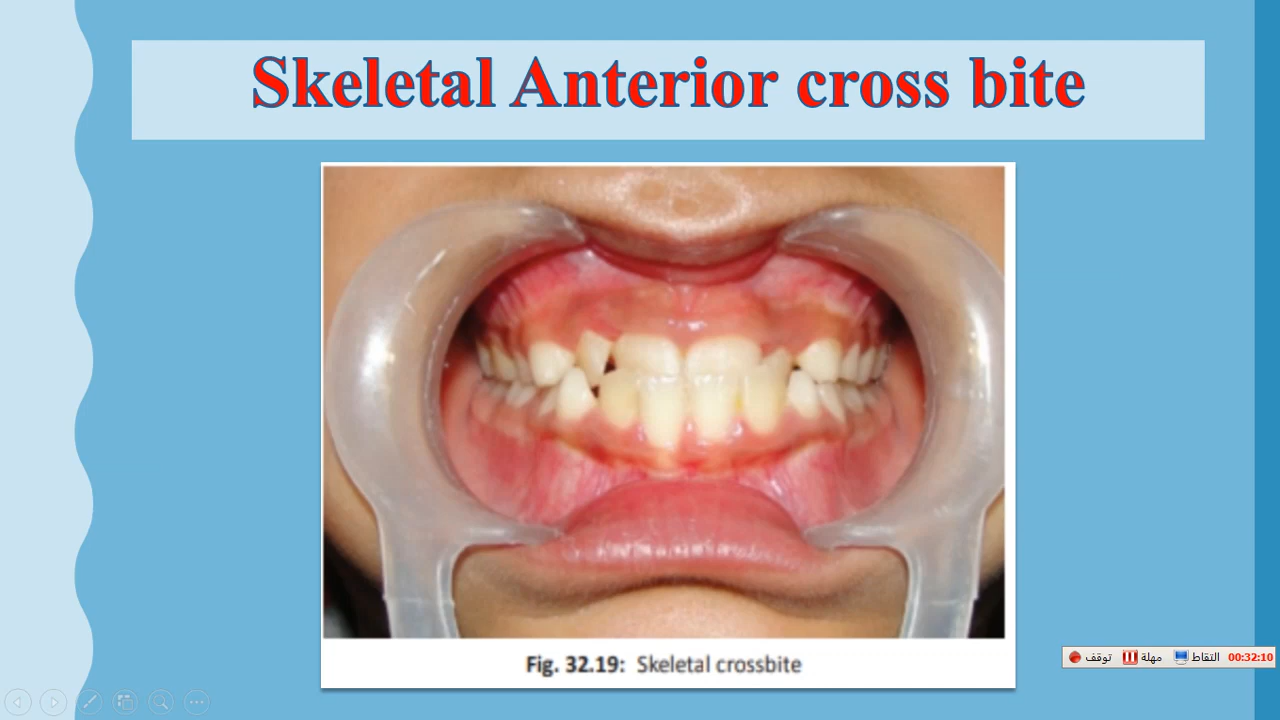 Skeletal Anterior cross bite
Fig. 32.19: Skeletal crossbite
توقف مهلة التقاط 00:32:10